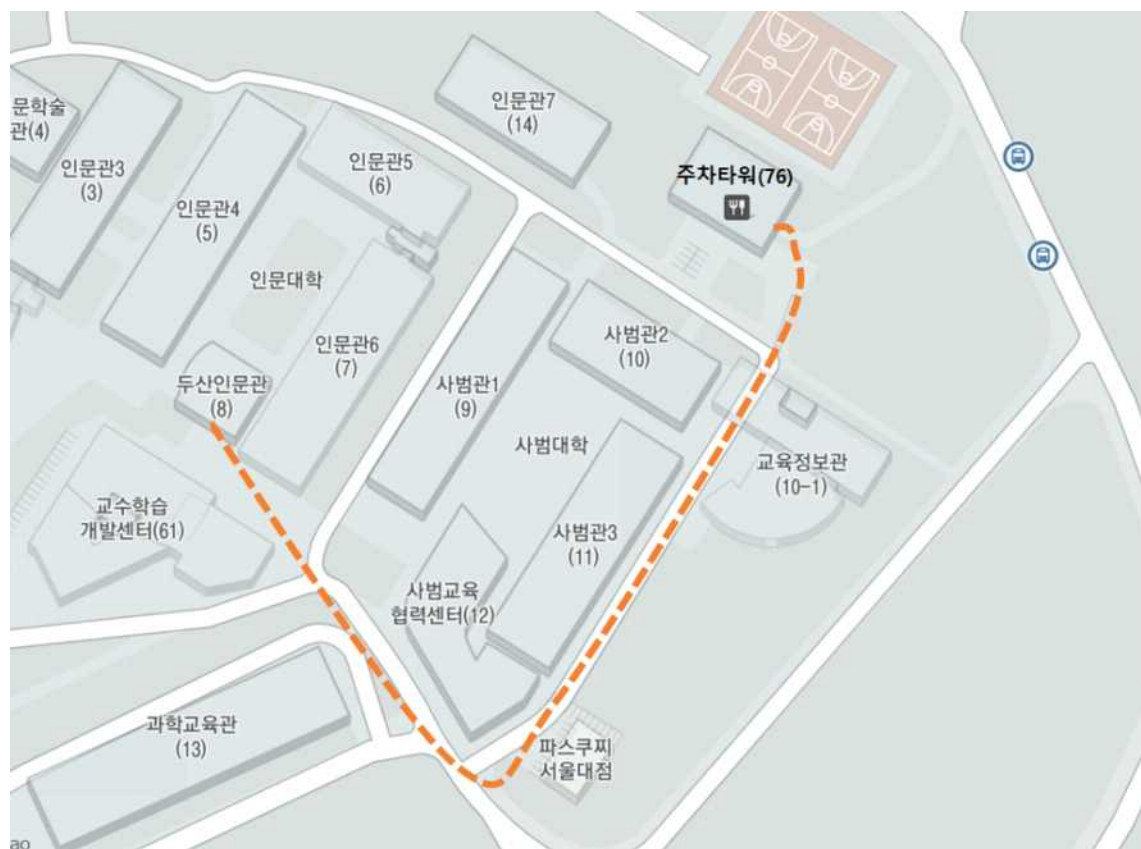 문학술
관(4)
인문관3
(3)
인문관4
(5)
인문관5
(6)
인문관7
(14)
주차타워(76)
인문대학
인문관6
(7)
두산인문관
(8)
사범관1
(9)
사범관2
(10)
사범대학
교육정보관
(10-1)
교수학습
개발센터(61)
사범관3
(11)
사범교육
협력센터(12)
과학교육관
(13)
파스쿠찌
서울대점
ao